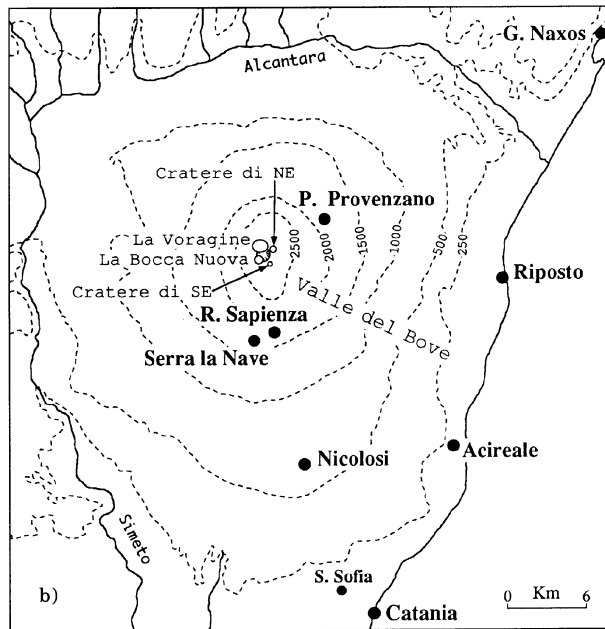 G. Naxos
Alcantara
Cratere di NE
P. Provenzano
La Voragine
La Bocca Nuova
Cratere di SE
2500
2000
1500
1000
500
250
Valle del Bove
Riposto
R. Sapienza
Serra la Nave
Nicolosi
Acireale
Simeto
S. Sofia
b)
Km
0 6
Catania